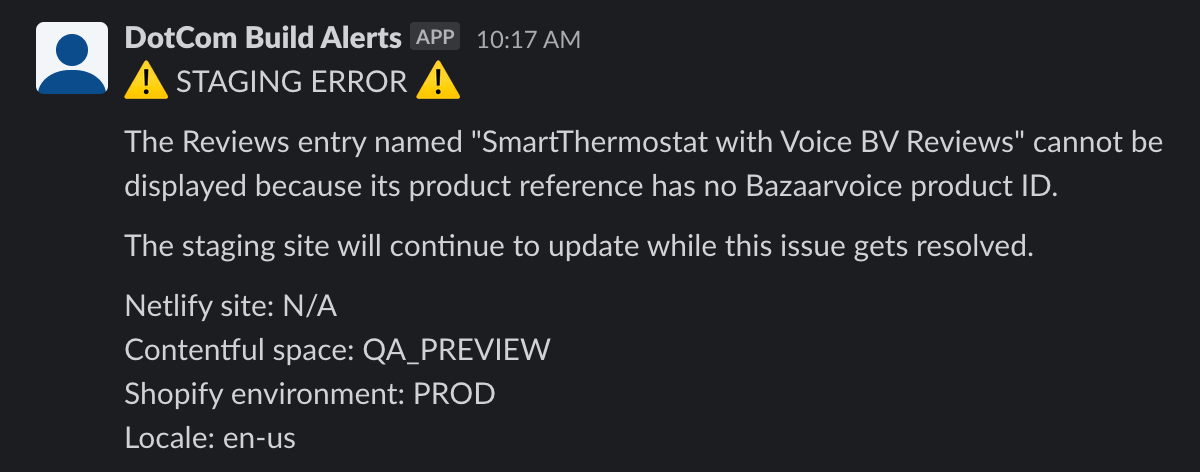 DotCom Build Alerts APP 10:17 AM
⚠️ STAGING ERROR ⚠️
The Reviews entry named "SmartThermostat with Voice BV Reviews" cannot be
displayed because its product reference has no Bazaarvoice product ID.
The staging site will continue to update while this issue gets resolved.
Netlify site: N/A
Contentful space: QA_PREVIEW
Shopify environment: PROD
Locale: en-us